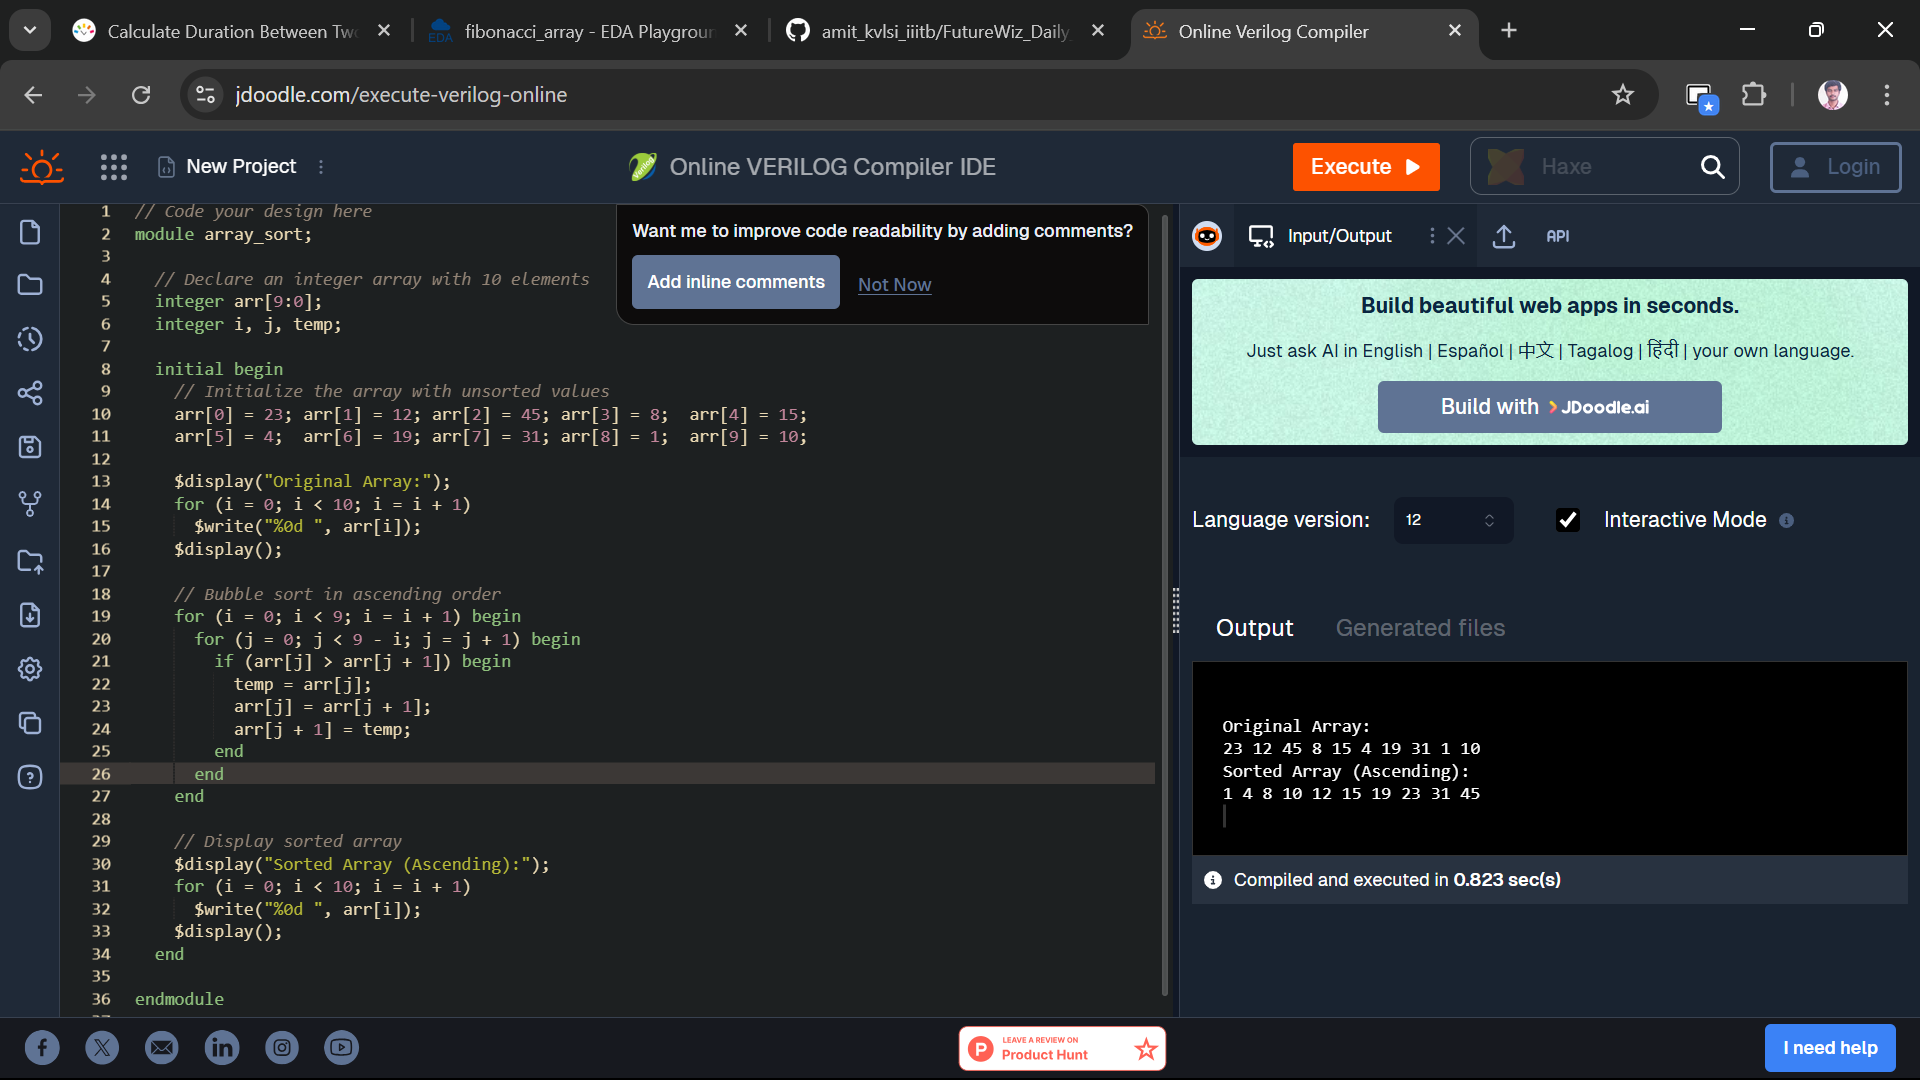 Calculate Duration Between Tw
fibonacci_array - EDA Playgroun
amit_kvlsi_iiitb/FutureWiz_Daily_
Online Verilog Compiler
jdoodle.com/execute-verilog-online
New Project
Online VERILOG Compiler IDE
Execute
Haxe
Login
1 // Code your design here
2 module array_sort;
3
4 // Declare an integer array with 10 elements
5 integer arr[9:0];
6 integer i, j, temp;
7
8 initial begin
9 // Initialize the array with unsorted values
10 arr[0] = 23; arr[1] = 12; arr[2] = 45; arr[3] = 8; arr[4] = 15;
11 arr[5] = 4; arr[6] = 19; arr[7] = 31; arr[8] = 1; arr[9] = 10;
12
13 $display("Original Array:");
14 for (i = 0; i < 10; i = i + 1)
15 $write("%0d ", arr[i]);
16 $display();
17
18 // Bubble sort in ascending order
19 for (i = 0; i < 9; i = i + 1) begin
20 for (j = 0; j < 9 - i; j = j + 1) begin
21 if (arr[j] > arr[j + 1]) begin
22 temp = arr[j];
23 arr[j] = arr[j + 1];
24 arr[j + 1] = temp;
25 end
26 end
27 end
28
29 // Display sorted array
30 $display("Sorted Array (Ascending):");
31 for (i = 0; i < 10; i = i + 1)
32 $write("%0d ", arr[i]);
33 $display();
34 end
35
36 endmodule
Want me to improve code readability by adding comments?
Add inline comments
Not Now
Input/Output
API
Build beautiful web apps in seconds.
Just ask AI in English | Español | 中文 | Tagalog | हिंदी | your own language.
Build with JDoodle.ai
Language version:
12
Interactive Mode
Output
Generated files
Original Array:
23 12 45 8 15 4 19 31 1 10
Sorted Array (Ascending):
1 4 8 10 12 15 19 23 31 45
Compiled and executed in 0.823 sec(s)
LEAVE A REVIEW ON
Product Hunt
I need help